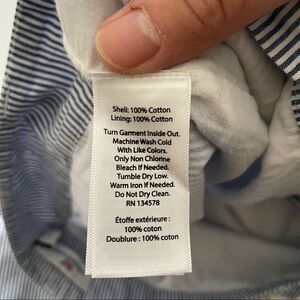 Shell: 100% Cotton
Lining: 100% Cotton
Turn Garment Inside Out.
Machine Wash Cold
With Like Colors.
Only Non Chlorine
Bleach If Needed.
Tumble Dry Low.
Warm Iron If Needed.
Do Not Dry Clean.
RN 134578
Étoffe extérieure :
100% coton
Doublure : 100% coton